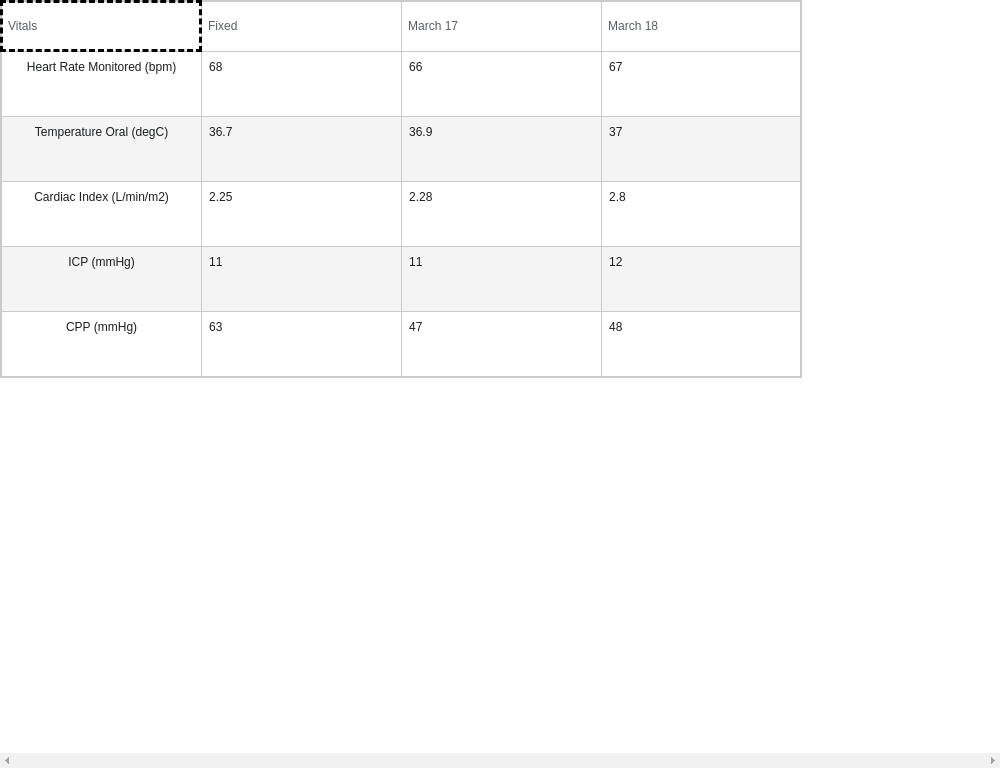 Vitals Fixed March 17 March 18
Heart Rate Monitored (bpm) 68 66 67
Temperature Oral (degC) 36.7 36.9 37
Cardiac Index (L/min/m2) 2.25 2.28 2.8
ICP (mmHg) 11 11 12
CPP (mmHg) 63 47 48